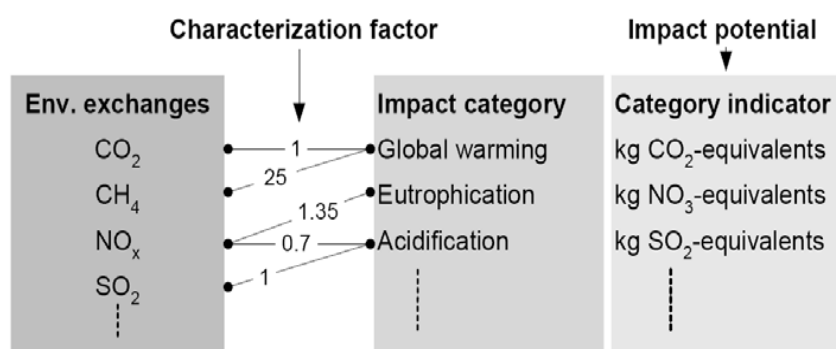 Characterization factor Impact potential
Env. exchanges Impact category Category indicator
CO₂ 1 Global warming kg CO₂-equivalents
25
CH₄ Eutrophication kg NO₃-equivalents
1.35
NOₓ 0.7 Acidification kg SO₂-equivalents
1
SO₂